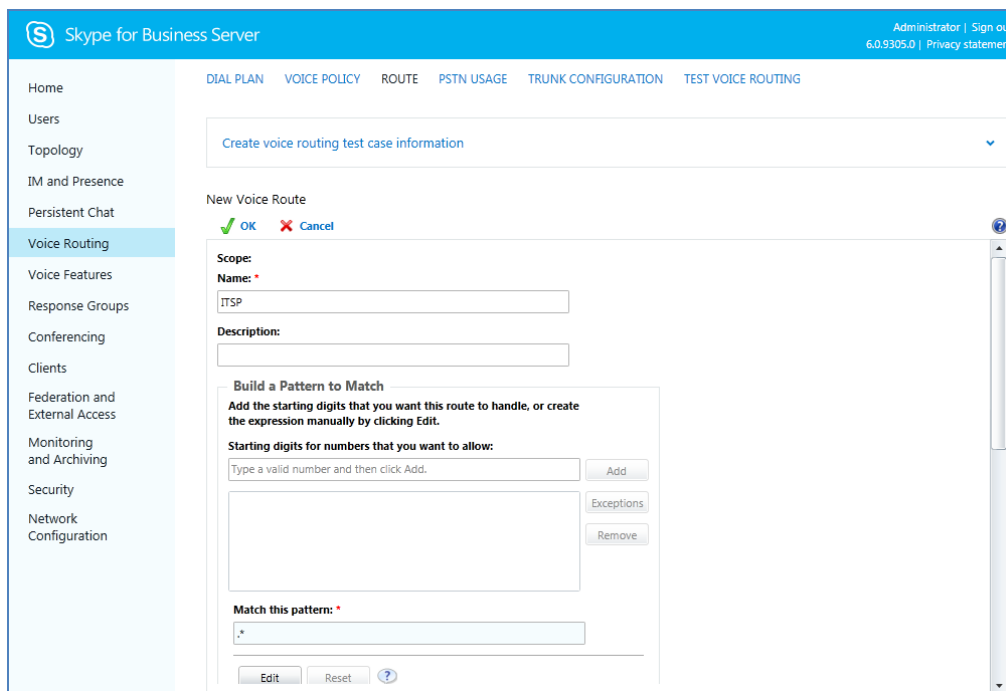 S Skype for Business Server
Administrator | Sign ou
6.0.9305.0 | Privacy statemen
Home
Users
Topology
IM and Presence
Persistent Chat
Voice Routing
Voice Features
Response Groups
Conferencing
Clients
Federation and
External Access
Monitoring
and Archiving
Security
Network
Configuration
DIAL PLAN VOICE POLICY ROUTE PSTN USAGE TRUNK CONFIGURATION TEST VOICE ROUTING
Create voice routing test case information
New Voice Route
OK Cancel
?
Scope:
Name: *
ITSP
Description:
Build a Pattern to Match
Add the starting digits that you want this route to handle, or create
the expression manually by clicking Edit.
Starting digits for numbers that you want to allow:
Type a valid number and then click Add.
Add
Exceptions
Remove
Match this pattern: *
.*
Edit Reset ?